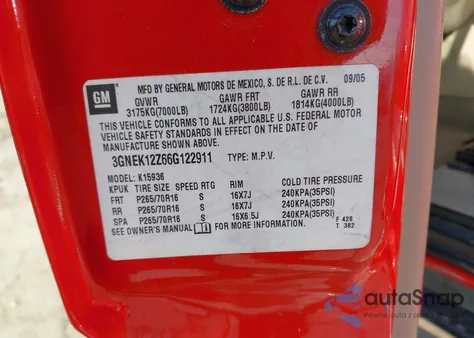 GM
MFD BY GENERAL MOTORS DE MEXICO, S. DE R.L. DE C.V. 09/05
GVWR GAWR FRT GAWR RR
3175KG(7000LB) 1724KG(3800LB) 1814KG(4000LB)
THIS VEHICLE CONFORMS TO ALL APPLICABLE U.S. FEDERAL MOTOR
VEHICLE SAFETY STANDARDS IN EFFECT ON THE DATE OF
MANUFACTURE SHOWN ABOVE.
3GNEK12Z66G122911 TYPE: M.P.V.
MODEL: K15936
KPUK TIRE SIZE SPEED RTG RIM COLD TIRE PRESSURE
FRT P265/70R16 S 16X7J 240KPA(35PSI)
RR P265/70R16 S 16X7J 240KPA(35PSI)
SPA P265/70R16 S 16X6.5J 240KPA(35PSI)
SEE OWNER'S MANUAL FOR MORE INFORMATION. F 426
T 382
autoSnap